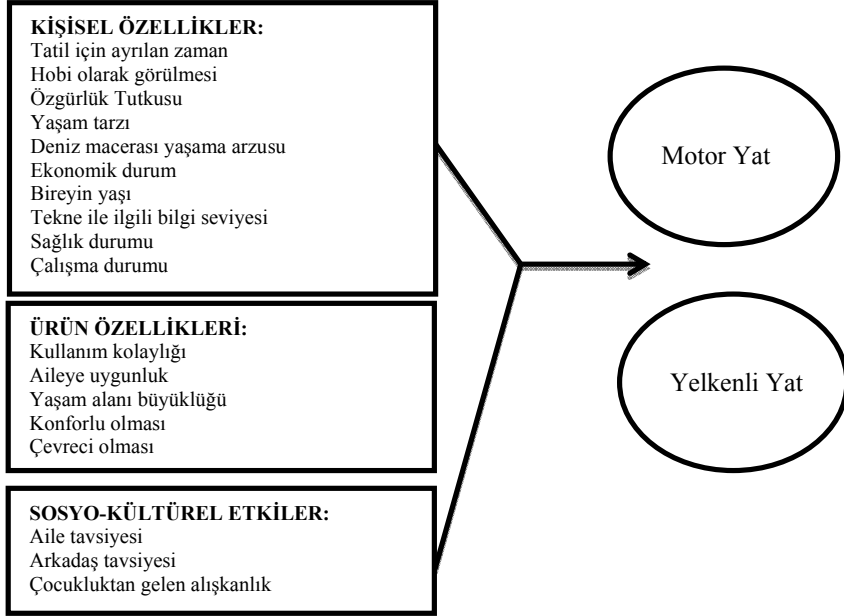 KİŞİSEL ÖZELLİKLER:
Tatil için ayrılan zaman
Hobi olarak görülmesi
Özgürlük Tutkusu
Yaşam tarzı
Deniz macerası yaşama arzusu
Ekonomik durum
Bireyin yaşı
Tekne ile ilgili bilgi seviyesi
Sağlık durumu
Çalışma durumu
ÜRÜN ÖZELLİKLERİ:
Kullanım kolaylığı
Aileye uygunluk
Yaşam alanı büyüklüğü
Konforlu olması
Çevreci olması
SOSYO-KÜLTÜREL ETKİLER:
Aile tavsiyesi
Arkadaş tavsiyesi
Çocukluktan gelen alışkanlık
Motor Yat
Yelkenli Yat